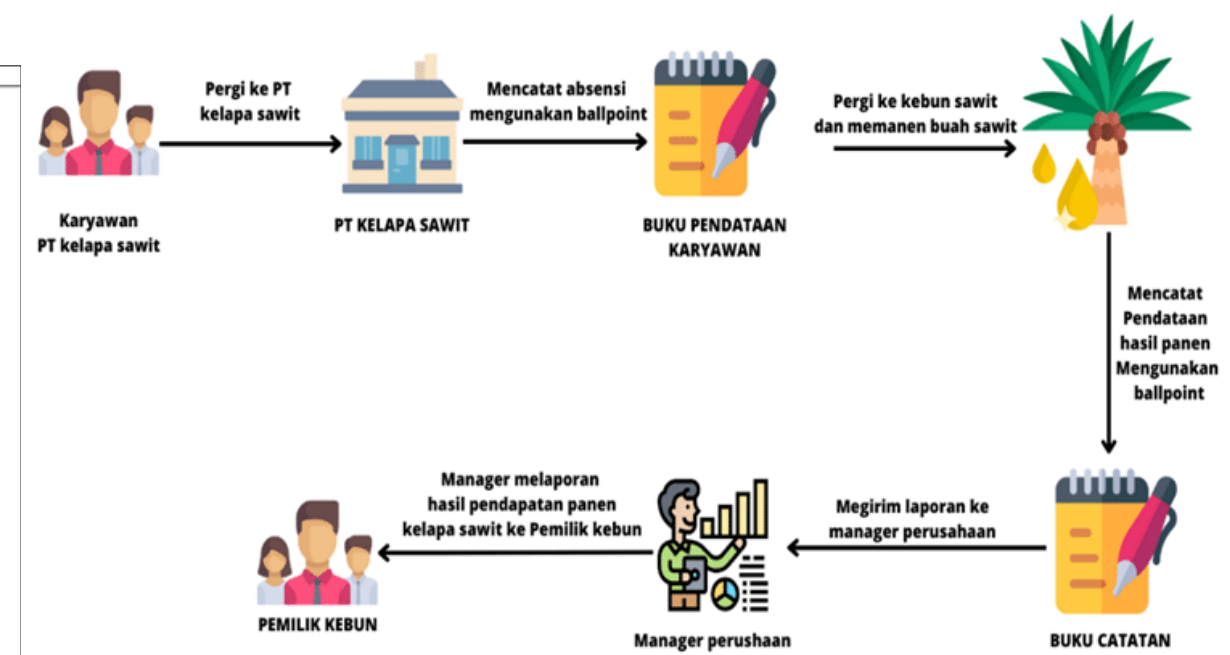 Pergi ke PT
kelapa sawit
Mencatat absensi
mengunakan ballpoint
Pergi ke kebun sawit
dan memanen buah sawit
Karyawan
PT kelapa sawit
PT KELAPA SAWIT
BUKU PENDATAAN
KARYAWAN
Mencatat
Pendataan
hasil panen
Mengunakan
ballpoint
Megirim laporan ke
manager perusahaan
Manager melaporan
hasil pendapatan panen
kelapa sawit ke Pemilik kebun
BUKU CATATAN
Manager perushaan
PEMILIK KEBUN